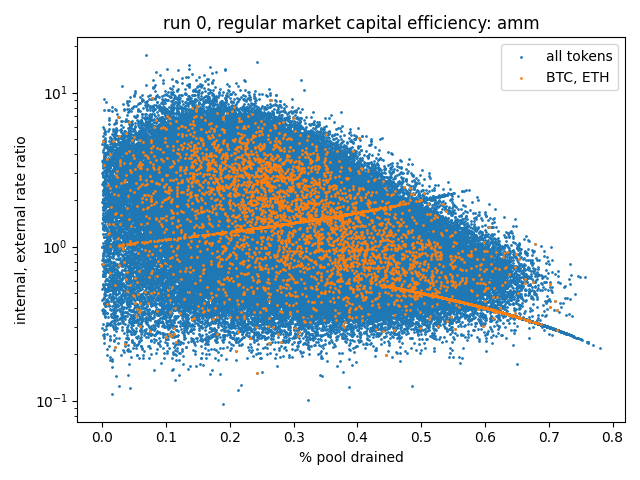 run 0, regular market capital efficiency: amm
all tokens
BTC, ETH
internal, external rate ratio
10¹
10⁰
10⁻¹
0.0 0.1 0.2 0.3 0.4 0.5 0.6 0.7 0.8
% pool drained